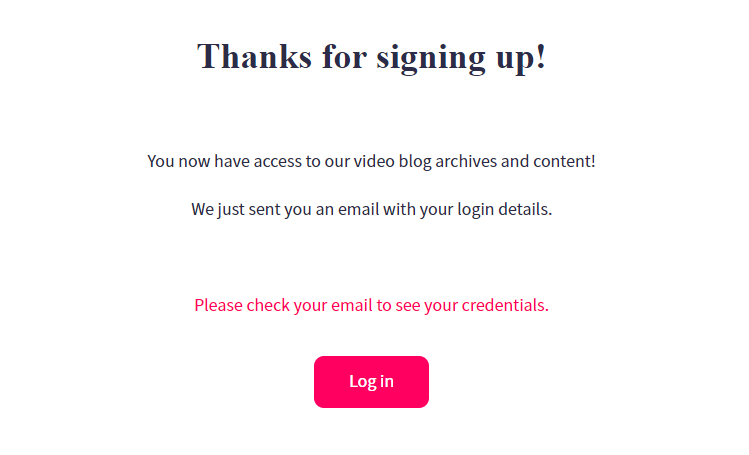 Thanks for signing up!
You now have access to our video blog archives and content!
We just sent you an email with your login details.
Please check your email to see your credentials.
Log in